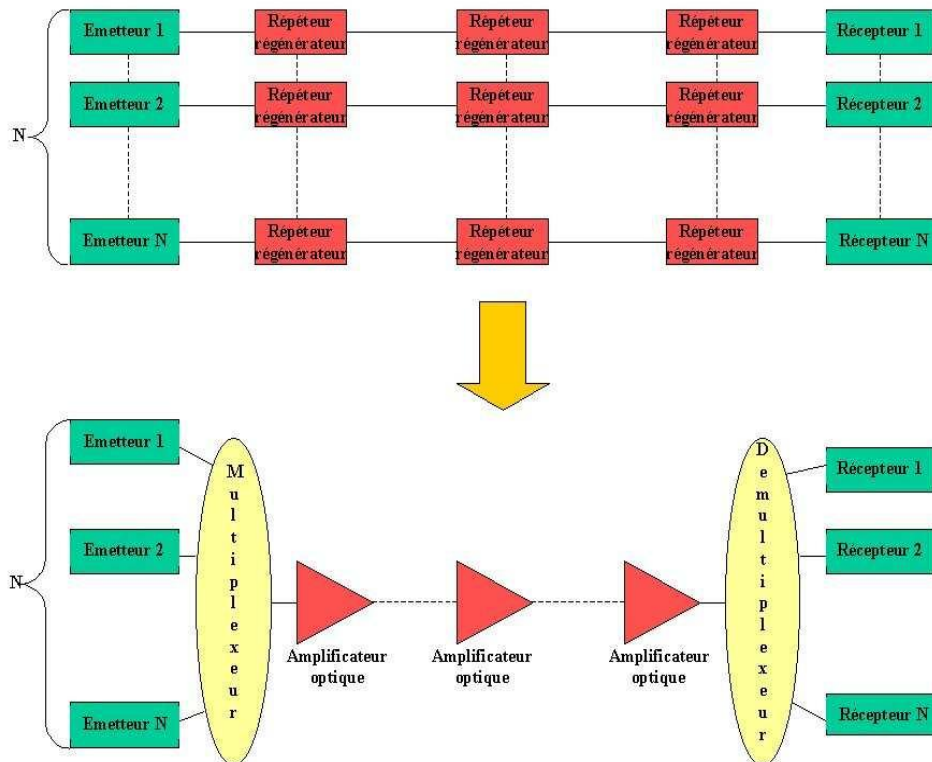 Emetteur 1
Répéteur
régénérateur
Répéteur
régénérateur
Répéteur
régénérateur
Récepteur 1
Emetteur 2
Répéteur
régénérateur
Répéteur
régénérateur
Répéteur
régénérateur
Récepteur 2
N
Emetteur N
Répéteur
régénérateur
Répéteur
régénérateur
Répéteur
régénérateur
Récepteur N
Emetteur 1
Multiplexeur
Demultiplexeur
Récepteur 1
Emetteur 2
Récepteur 2
N
Amplificateur
optique
Amplificateur
optique
Amplificateur
optique
Emetteur N
Récepteur N